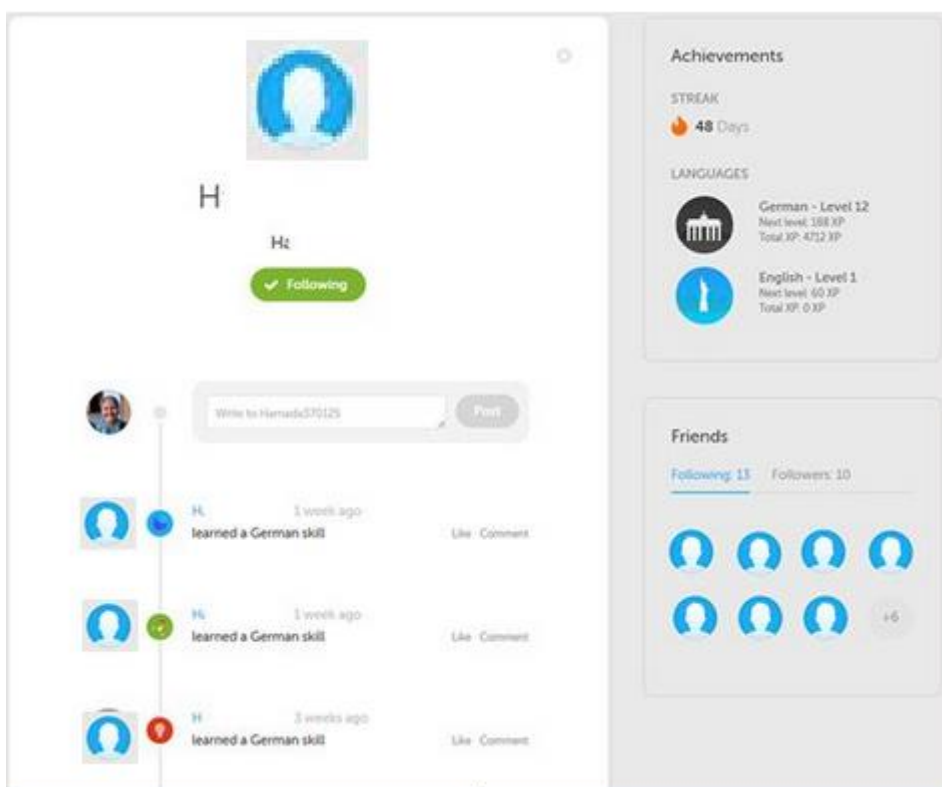 H
Ha
Following
Write to Hamada370125
Post
H. 1 week ago
learned a German skill
Like Comment
Ha 1 week ago
learned a German skill
Like Comment
H 3 weeks ago
learned a German skill
Like Comment
Achievements
STREAK
48 Days
LANGUAGES
German - Level 12
Next level: 188 XP
Total XP: 4712 XP
English - Level 1
Next level: 60 XP
Total XP: 0 XP
Friends
Following: 13 Followers: 10
+6